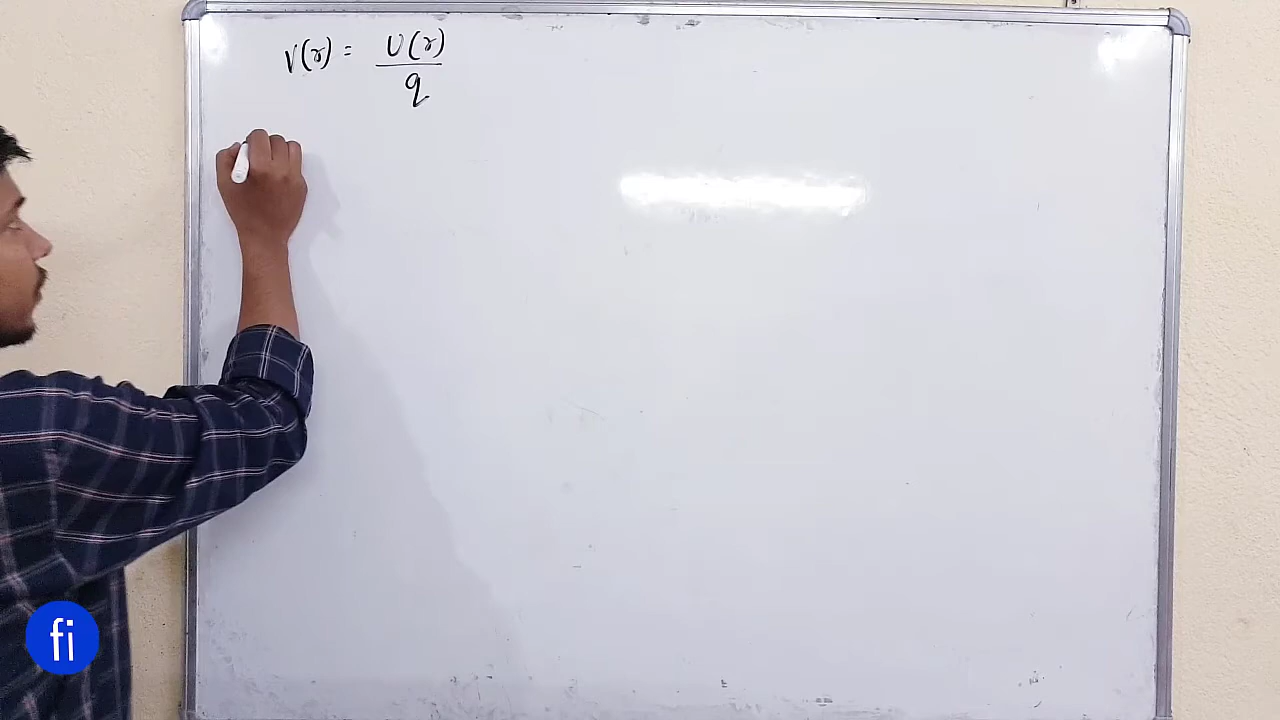 V(r) = U(r)/q
fi